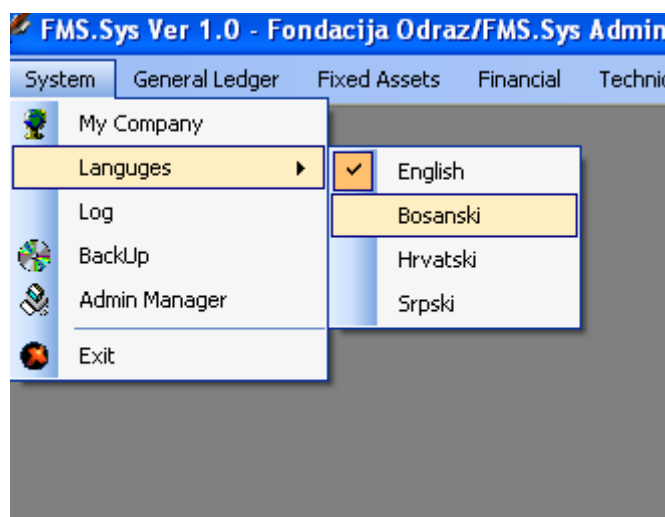 FMS.Sys Ver 1.0 - Fondacija Odraz/FMS.Sys Admin
System General Ledger Fixed Assets Financial Technic
My Company
Languges English
Bosanski
Log
Hrvatski
BackUp
Admin Manager Srpski
Exit